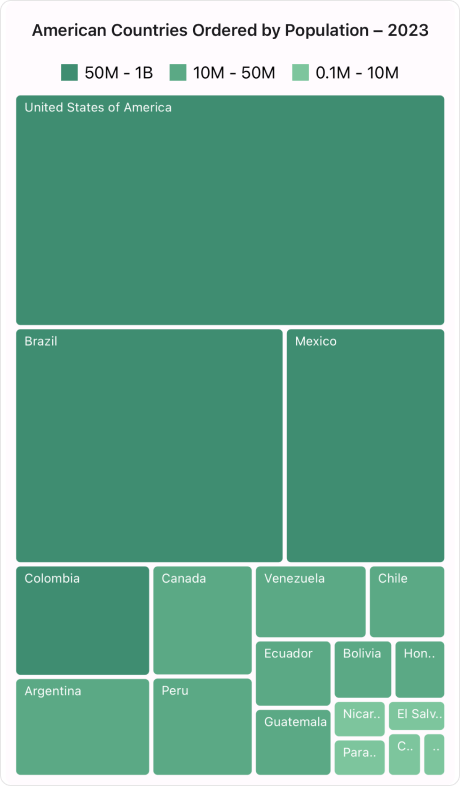 American Countries Ordered by Population – 2023
50M - 1B
10M - 50M
0.1M - 10M
United States of America
Brazil
Mexico
Colombia
Canada
Venezuela
Chile
Ecuador
Bolivia
Hon..
Argentina
Peru
Guatemala
Nicar..
El Salv..
Para..
C..
..